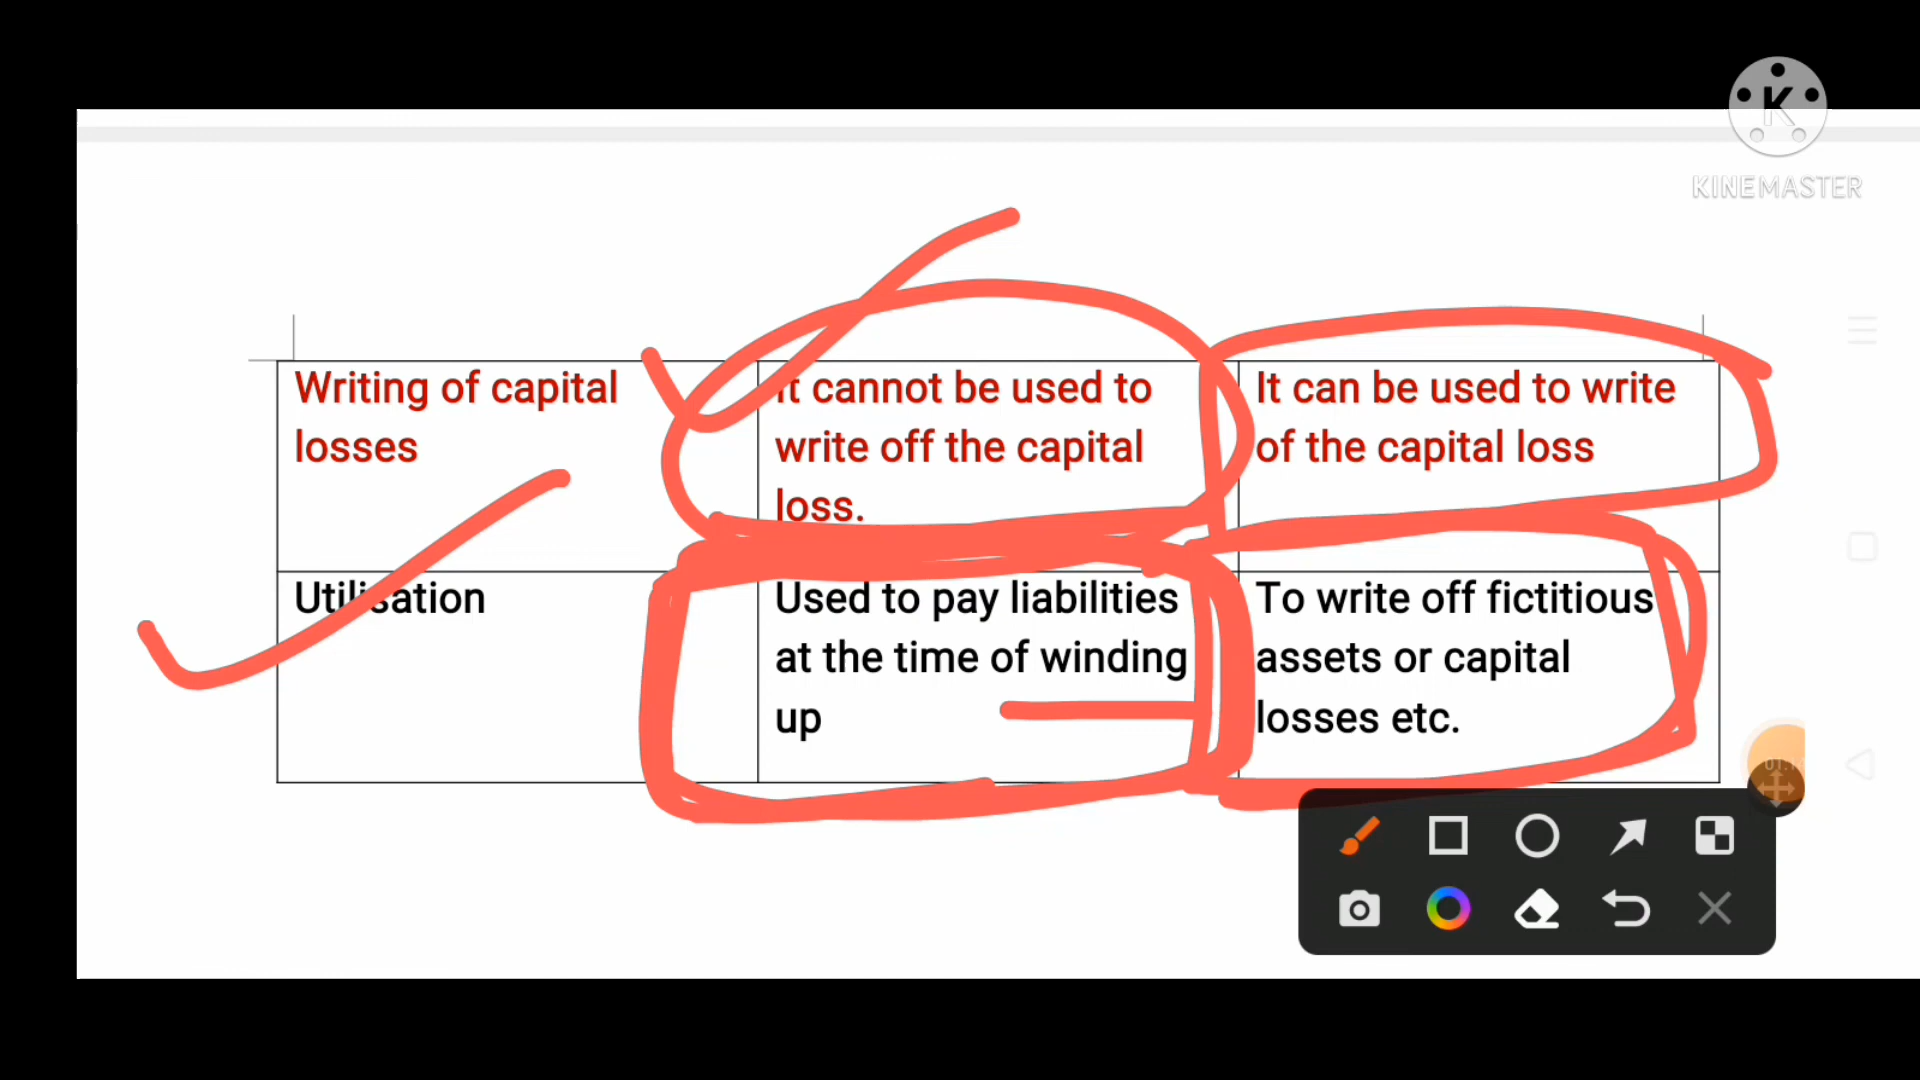 KINEMASTER
Writing of capital
losses
It cannot be used to
write off the capital
loss.
It can be used to write
of the capital loss
Utilisation
Used to pay liabilities
at the time of winding
up
To write off fictitious
assets or capital
losses etc.